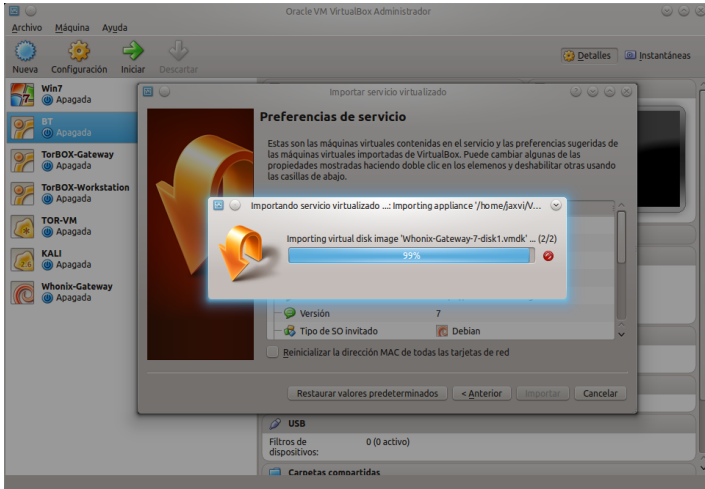 Oracle VM VirtualBox Administrador
Archivo Máquina Ayuda
Nueva Configuración Iniciar Descartar
Detalles Instantáneas
Win7
Apagada
BT
Apagada
TorBOX-Gateway
Apagada
TorBOX-Workstation
Apagada
TOR-VM
Apagada
KALI
Apagada
Whonix-Gateway
Apagada
Importar servicio virtualizado
Preferencias de servicio
Estas son las máquinas virtuales contenidas en el servicio y las preferencias sugeridas de
las máquinas virtuales importadas de VirtualBox. Puede cambiar algunas de las
propiedades mostradas haciendo doble clic en los elemenos y deshabilitar otras usando
las casillas de abajo.
Importando servicio virtualizado ...: Importing appliance '/home/jaxvi/V...
Importing virtual disk image 'Whonix-Gateway-7-disk1.vmdk' ... (2/2)
99%
Versión 7
Tipo de SO invitado Debian
Reinicializar la dirección MAC de todas las tarjetas de red
Restaurar valores predeterminados < Anterior Importar Cancelar
USB
Filtros de 0 (0 activo)
dispositivos:
Carpetas compartidas